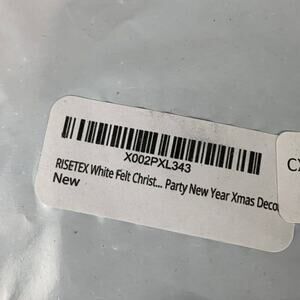 X002PXL343
RISETEX White Felt Christ... Party New Year Xmas Deco
New
CX